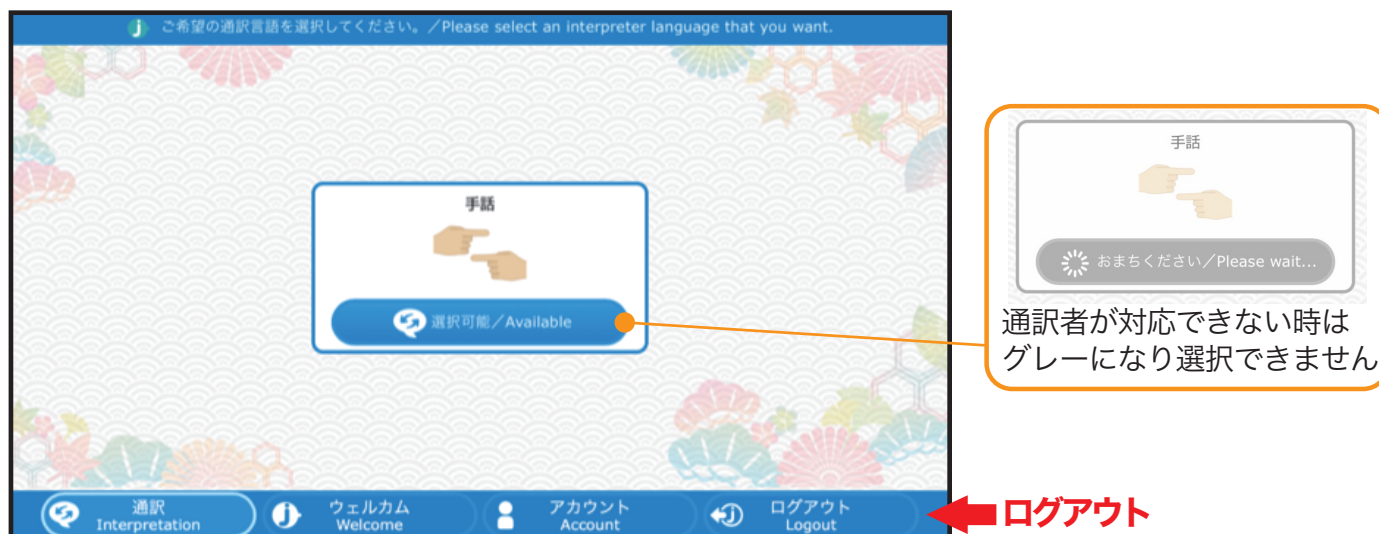 ご希望の通訳言語を選択してください。／Please select an interpreter language that you want.
手話
選択可能／Available
手話
おまちください／Please wait...
通訳者が対応できない時は
グレーになり選択できません
通訳
Interpretation
ウェルカム
Welcome
アカウント
Account
ログアウト
Logout
ログアウト